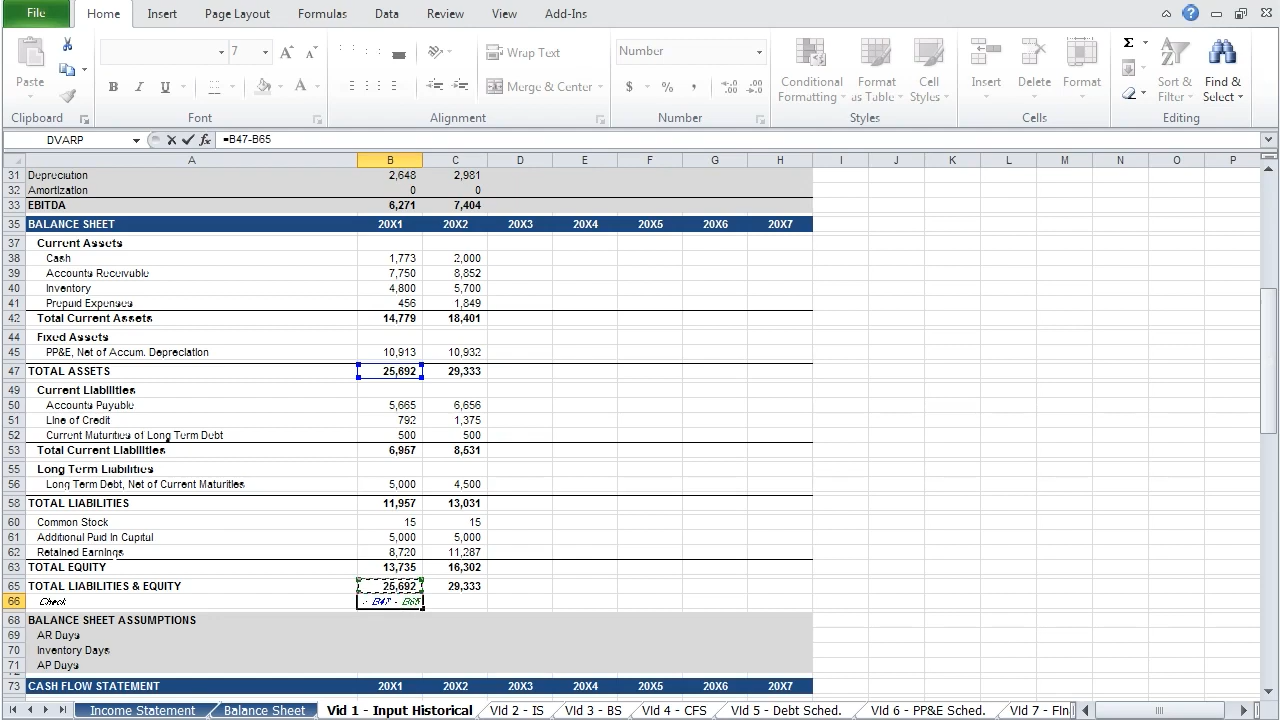 File Home Insert Page Layout Formulas Data Review View Add-Ins
7 Wrap Text Number
Paste B I U Merge & Center $ % , Conditional Formatting Format as Table Cell Styles Insert Delete Format Σ Sort & Filter Find & Select
Clipboard Font Alignment Number Styles Cells Editing
DVARP fx =B47-B65
A B C D E F G H I J K L M N O P
31 Depreciation 2,648 2,981
32 Amortization 0 0
33 EBITDA 6,271 7,404
35 BALANCE SHEET 20X1 20X2 20X3 20X4 20X5 20X6 20X7
37 Current Assets
38 Cash 1,773 2,000
39 Accounts Receivable 7,750 8,852
40 Inventory 4,800 5,700
41 Prepaid Expenses 456 1,849
42 Total Current Assets 14,779 18,401
44 Fixed Assets
45 PP&E, Net of Accum. Depreciation 10,913 10,932
47 TOTAL ASSETS 25,692 29,333
49 Current Liabilities
50 Accounts Payable 5,665 6,656
51 Line of Credit 792 1,375
52 Current Maturities of Long Term Debt 500 500
53 Total Current Liabilities 6,957 8,531
55 Long Term Liabilities
56 Long Term Debt, Net of Current Maturities 5,000 4,500
58 TOTAL LIABILITIES 11,957 13,031
60 Common Stock 15 15
61 Additional Paid In Capital 5,000 5,000
62 Retained Earnings 8,720 11,287
63 TOTAL EQUITY 13,735 16,302
65 TOTAL LIABILITIES & EQUITY 25,692 29,333
66 Check = B47 - B65
68 BALANCE SHEET ASSUMPTIONS
69 AR Days
70 Inventory Days
71 AP Days
73 CASH FLOW STATEMENT 20X1 20X2 20X3 20X4 20X5 20X6 20X7
Income Statement Balance Sheet Vid 1 - Input Historical Vid 2 - IS Vid 3 - BS Vid 4 - CFS Vid 5 - Debt Sched. Vid 6 - PP&E Sched. Vid 7 - Fin